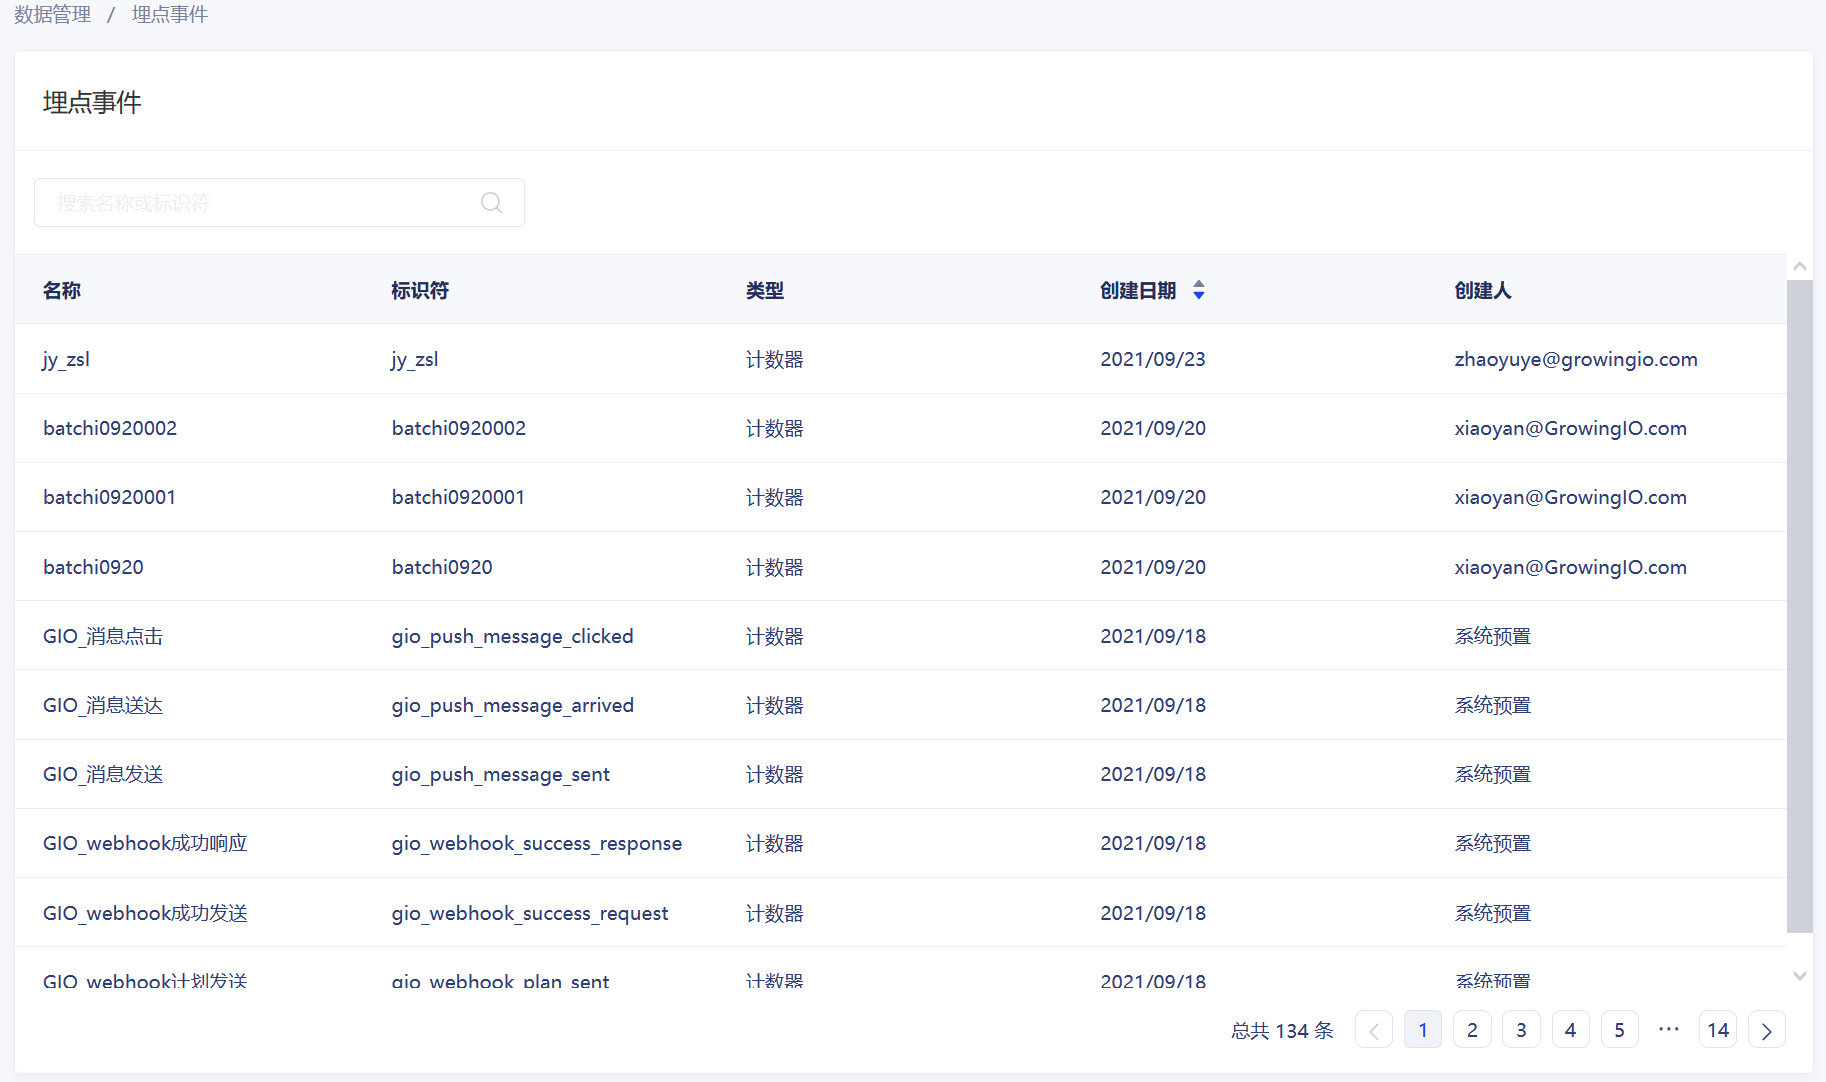 数据管理 / 埋点事件
埋点事件
搜索名称或标识符
名称 标识符 类型 创建日期 创建人
jy_zsl jy_zsl 计数器 2021/09/23 zhaoyuye@growingio.com
batchi0920002 batchi0920002 计数器 2021/09/20 xiaoyan@GrowingIO.com
batchi0920001 batchi0920001 计数器 2021/09/20 xiaoyan@GrowingIO.com
batchi0920 batchi0920 计数器 2021/09/20 xiaoyan@GrowingIO.com
GIO_消息点击 gio_push_message_clicked 计数器 2021/09/18 系统预置
GIO_消息送达 gio_push_message_arrived 计数器 2021/09/18 系统预置
GIO_消息发送 gio_push_message_sent 计数器 2021/09/18 系统预置
GIO_webhook成功响应 gio_webhook_success_response 计数器 2021/09/18 系统预置
GIO_webhook成功发送 gio_webhook_success_request 计数器 2021/09/18 系统预置
GIO_webhook计划发送 gio_webhook_plan_sent 计数器 2021/09/18 系统预置
总共 134 条 < 1 2 3 4 5 ··· 14 >